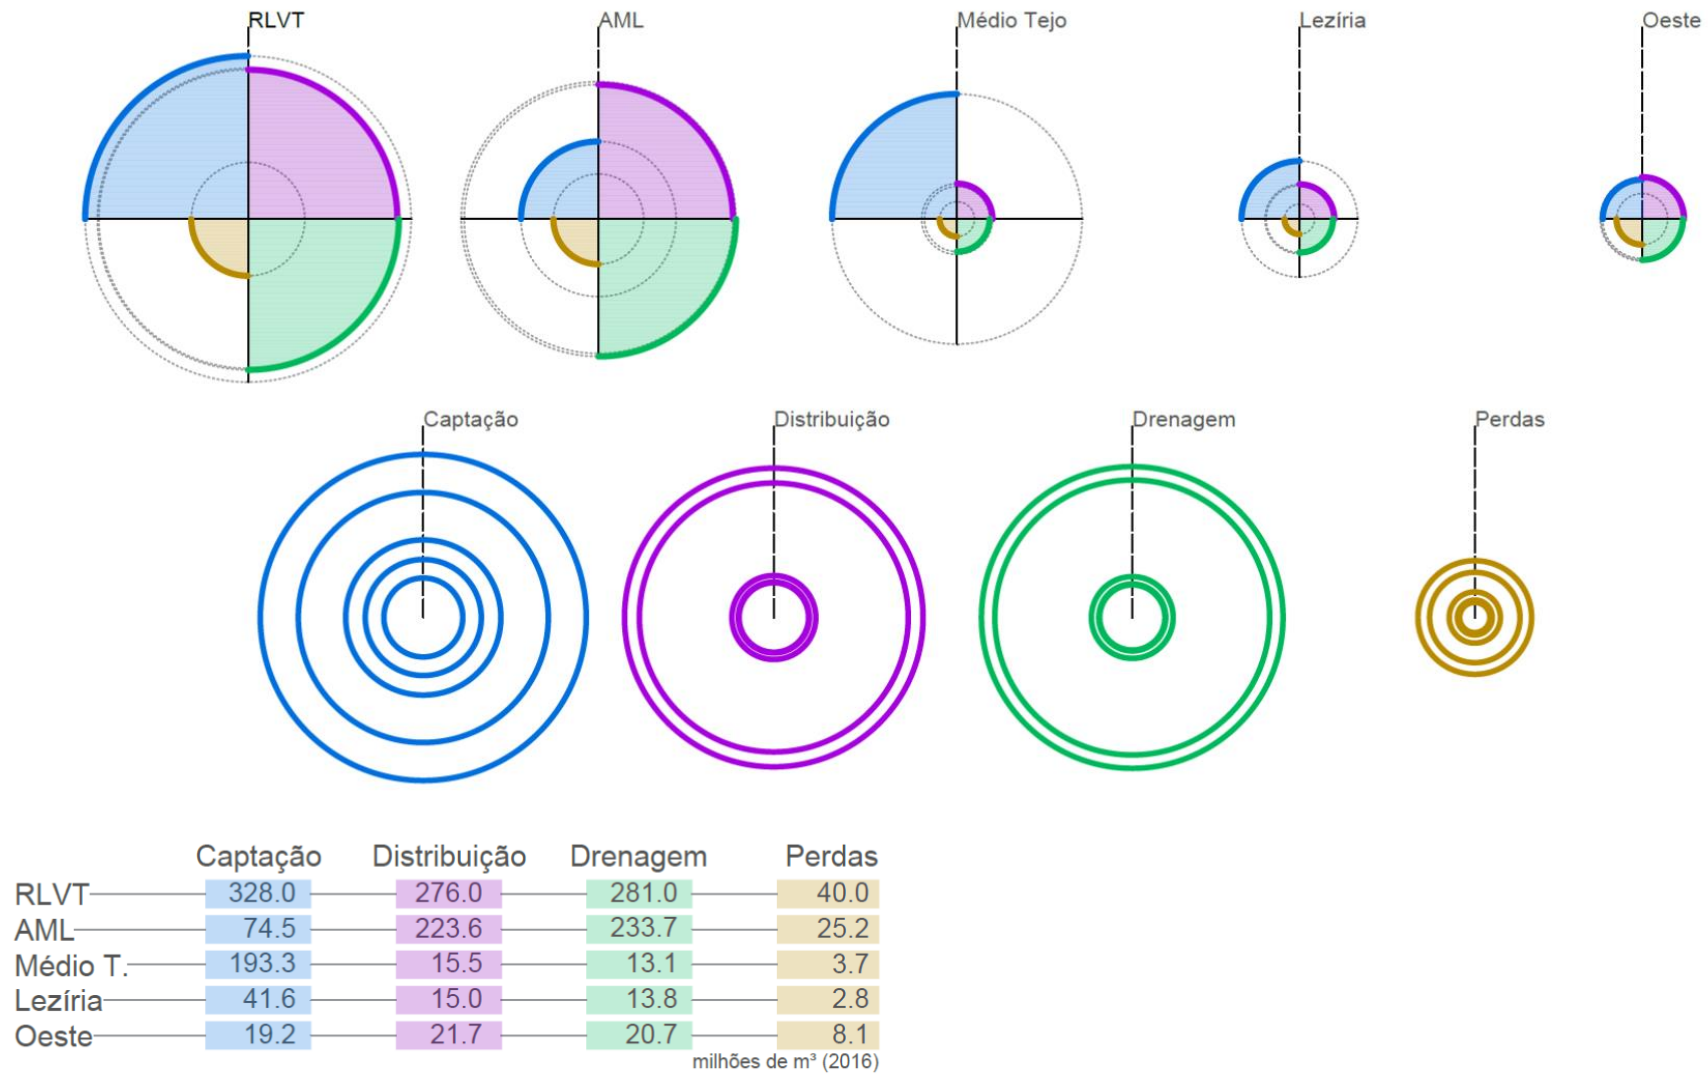 RLVT AML Médio Tejo Lezíria Oeste
Captação Distribuição Drenagem Perdas
Captação Distribuição Drenagem Perdas
RLVT 328.0 276.0 281.0 40.0
AML 74.5 223.6 233.7 25.2
Médio T. 193.3 15.5 13.1 3.7
Lezíria 41.6 15.0 13.8 2.8
Oeste 19.2 21.7 20.7 8.1
milhões de m³ (2016)